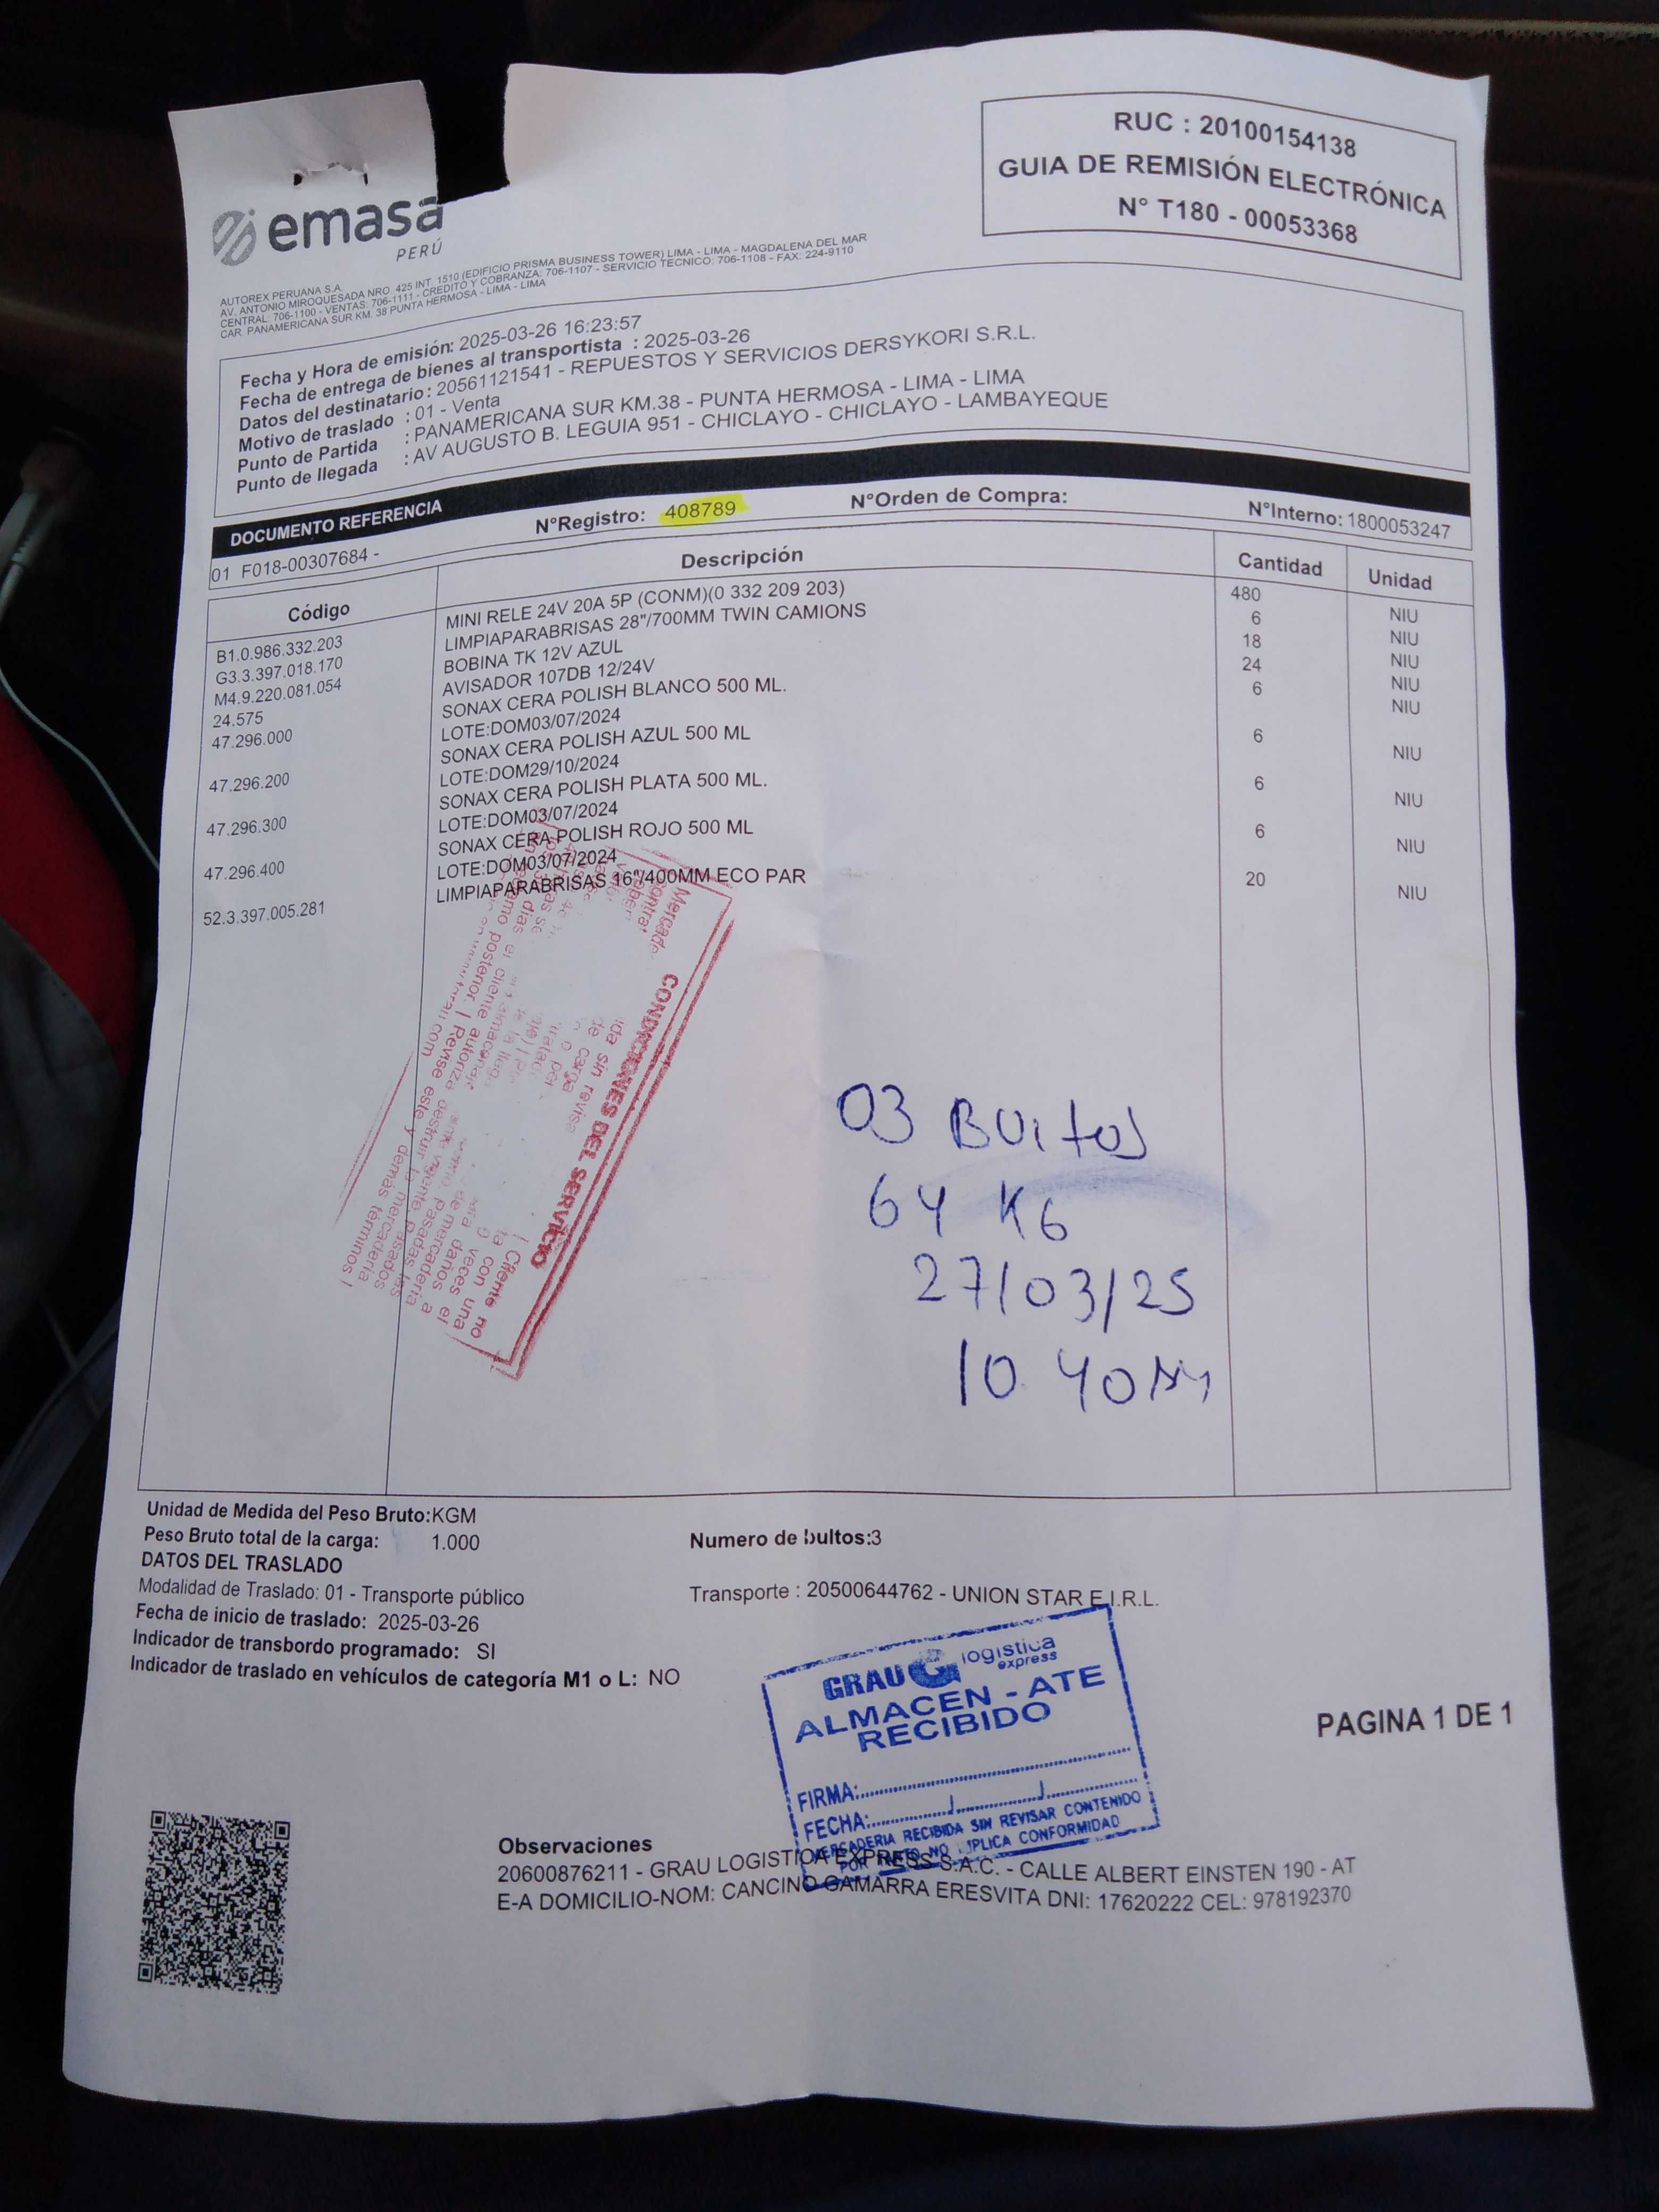 RUC : 20100154138
GUIA DE REMISIÓN ELECTRÓNICA
N° T180 - 00053368
emasa
PERÚ
AUTOREX PERUANA S.A.
AV. ANTONIO MIROQUESADA NRO. 425 INT. 1510 (EDIFICIO PRISMA BUSINESS TOWER) LIMA - LIMA - MAGDALENA DEL MAR
CENTRAL: 706-1100 - VENTAS: 706-1111 - CREDITO Y COBRANZA: 706-1107 - SERVICIO TECNICO: 706-1108 - FAX: 224-9110
CAR. PANAMERICANA SUR KM. 38 PUNTA HERMOSA - LIMA - LIMA
Fecha y Hora de emisión: 2025-03-26 16:23:57
Fecha de entrega de bienes al transportista : 2025-03-26
Datos del destinatario : 20561121541 - REPUESTOS Y SERVICIOS DERSYKORI S.R.L.
Motivo de traslado : 01 - Venta
Punto de Partida : PANAMERICANA SUR KM.38 - PUNTA HERMOSA - LIMA - LIMA
Punto de llegada : AV AUGUSTO B. LEGUIA 951 - CHICLAYO - CHICLAYO - LAMBAYEQUE
DOCUMENTO REFERENCIA
01 F018-00307684 - N°Registro: 408789 N°Orden de Compra: N°Interno: 1800053247
Código Descripción Cantidad Unidad
B1.0.986.332.203 MINI RELE 24V 20A 5P (CONM)(0 332 209 203) 480 NIU
G3.3.397.018.170 LIMPIAPARABRISAS 28"/700MM TWIN CAMIONS 6 NIU
M4.9.220.081.054 BOBINA TK 12V AZUL 18 NIU
24.575 AVISADOR 107DB 12/24V 24 NIU
47.296.000 SONAX CERA POLISH BLANCO 500 ML. 6 NIU
LOTE:DOM03/07/2024
47.296.200 SONAX CERA POLISH AZUL 500 ML 6 NIU
LOTE:DOM29/10/2024
47.296.300 SONAX CERA POLISH PLATA 500 ML. 6 NIU
LOTE:DOM03/07/2024
47.296.400 SONAX CERA POLISH ROJO 500 ML 6 NIU
LOTE:DOM03/07/2024
52.3.397.005.281 LIMPIAPARABRISAS 16"/400MM ECO PAR 20 NIU
CONDICIONES DEL SERVICIO
03 BUltos
64 KG
27/03/25
10 40
Unidad de Medida del Peso Bruto:KGM
Peso Bruto total de la carga: 1.000 Numero de bultos:3
DATOS DEL TRASLADO
Modalidad de Traslado: 01 - Transporte público Transporte : 20500644762 - UNION STAR E.I.R.L.
Fecha de inicio de traslado: 2025-03-26
Indicador de transbordo programado: SI
Indicador de traslado en vehículos de categoría M1 o L: NO
GRAU logistica
express
ALMACEN - ATE
RECIBIDO
FIRMA:
FECHA:
MERCADERIA RECIBIDA SIN REVISAR CONTENIDO
POR TANTO NO IMPLICA CONFORMIDAD
PAGINA 1 DE 1
Observaciones
20600876211 - GRAU LOGISTICA EXPRESS S.A.C. - CALLE ALBERT EINSTEN 190 - AT
E-A DOMICILIO-NOM: CANCINO GAMARRA ERESVITA DNI: 17620222 CEL: 978192370